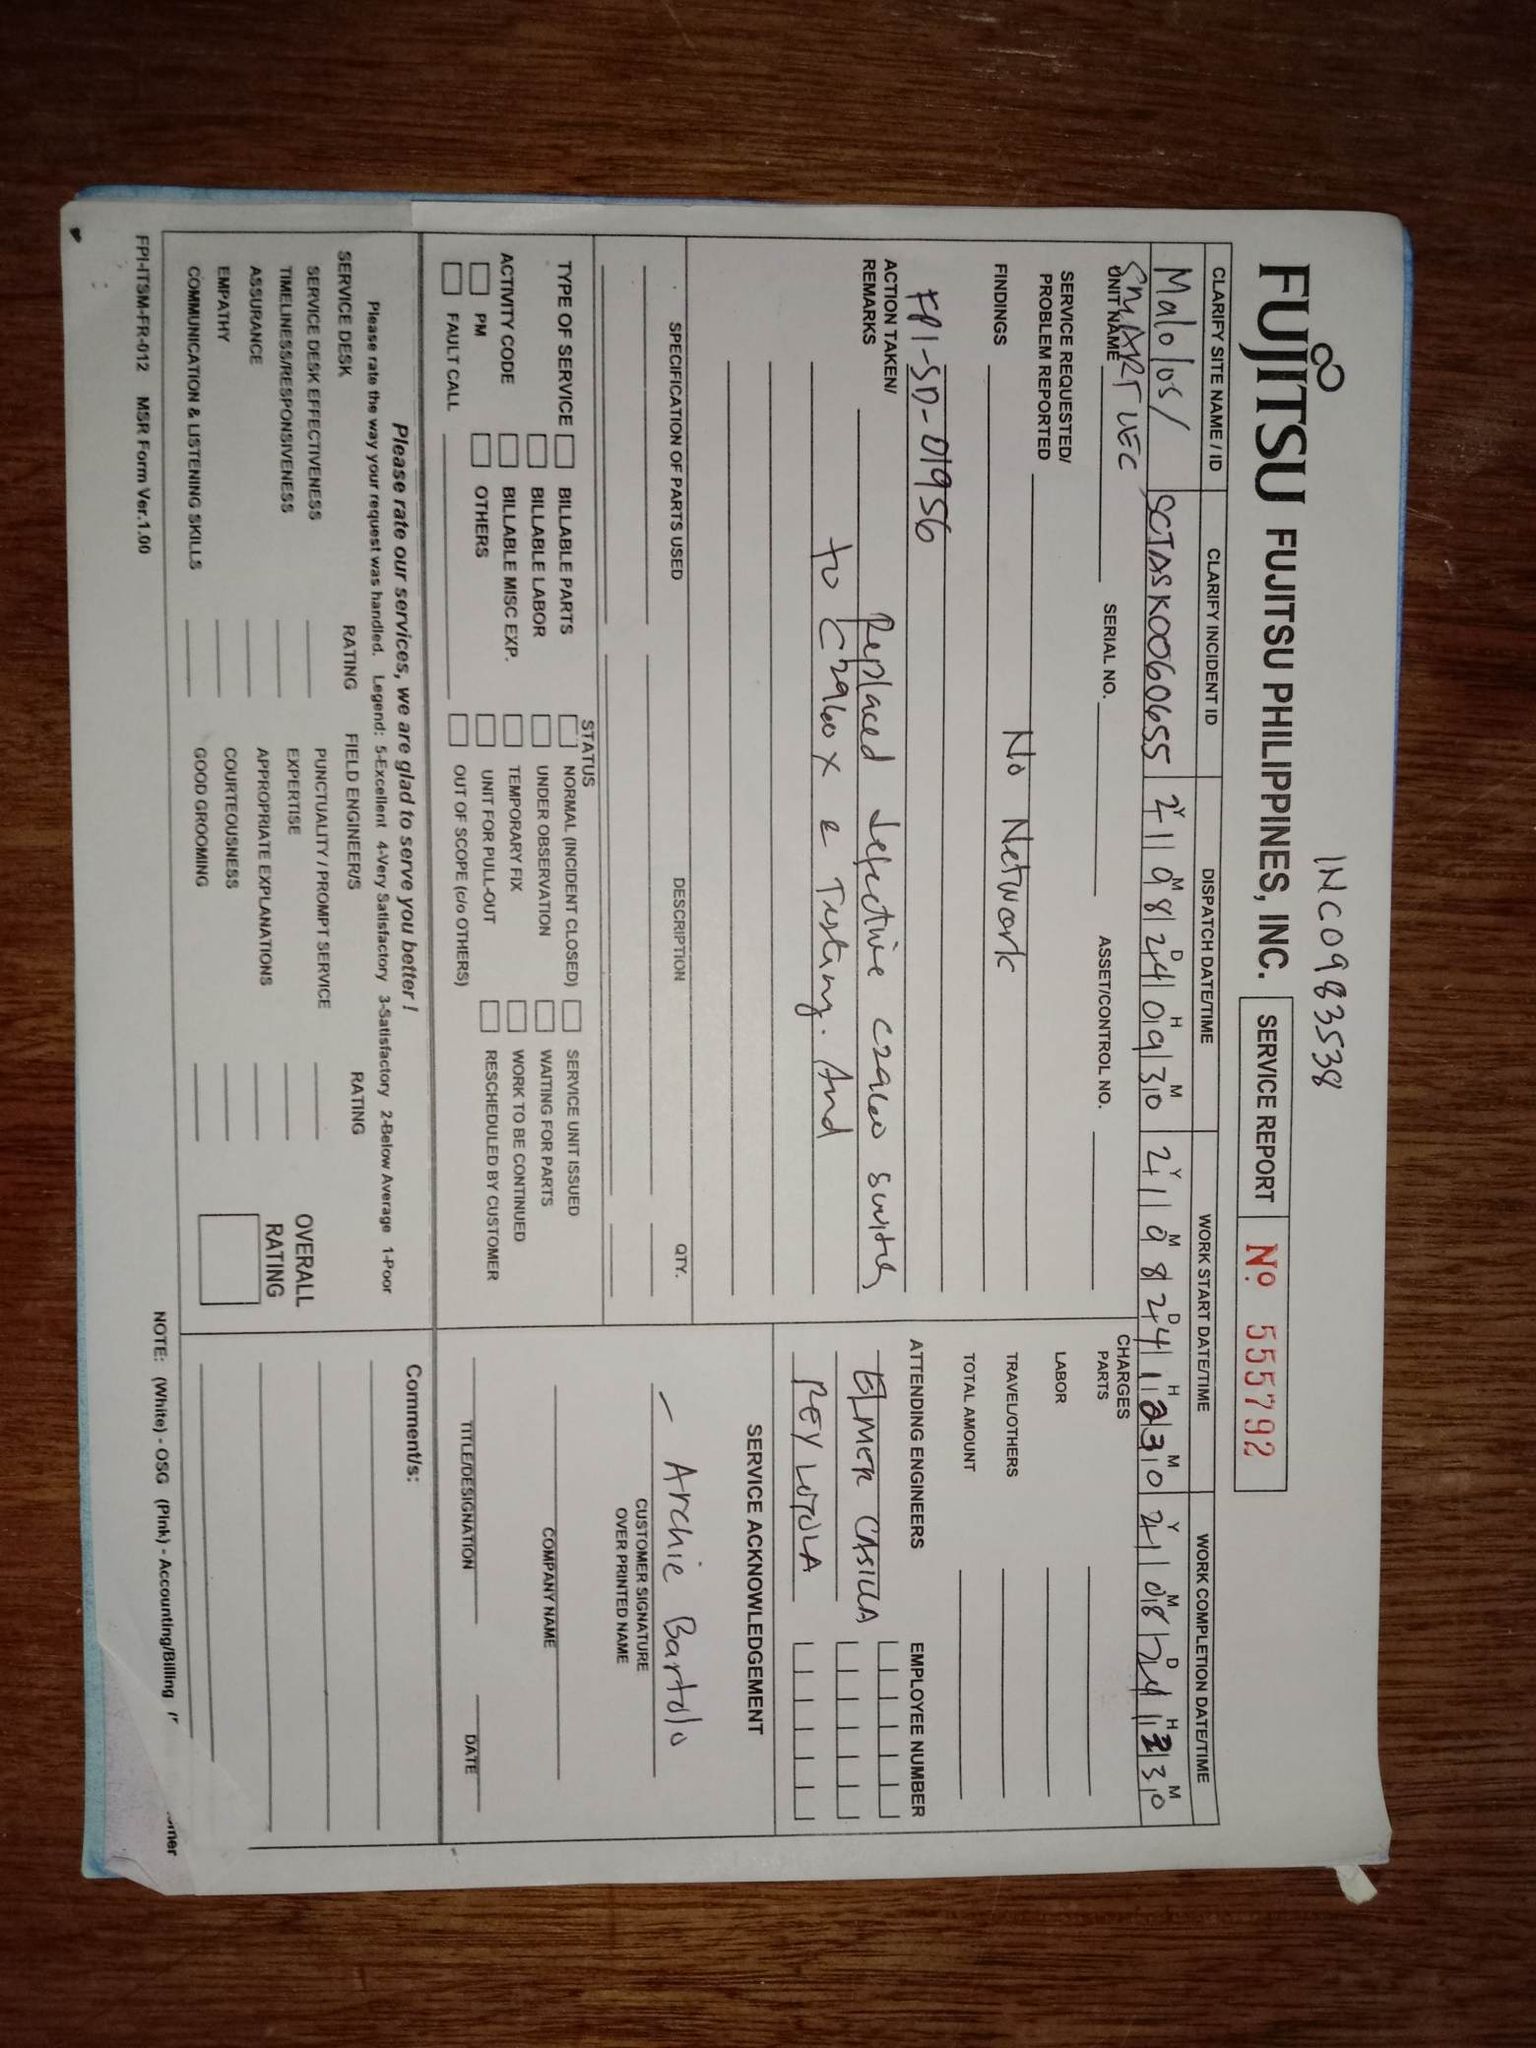 INC0983538
FUJITSU FUJITSU PHILIPPINES, INC. SERVICE REPORT Nº 555792
CLARIFY SITE NAME / ID CLARIFY INCIDENT ID DISPATCH DATE/TIME WORK START DATE/TIME WORK COMPLETION DATE/TIME
Y M D H M Y M D H M Y M D H M
Malolos/ SCTASK0060655 21 08 24 09 30 21 08 24 12 30 21 08 24 13 30
SMART WEC
UNIT NAME SERIAL NO. ASSET/CONTROL NO.
SERVICE REQUESTED/
PROBLEM REPORTED
No Network
FINDINGS
FPI-SD-01956
ACTION TAKEN/
REMARKS
Replaced defective c2960 switch
to C2960X & Testing. And
CHARGES
PARTS
LABOR
TRAVEL/OTHERS
TOTAL AMOUNT
ATTENDING ENGINEERS EMPLOYEE NUMBER
ELMER CASILLA
REY LOYOLA
SPECIFICATION OF PARTS USED DESCRIPTION QTY.
SERVICE ACKNOWLEDGEMENT
Archie Bartolo
CUSTOMER SIGNATURE
OVER PRINTED NAME
COMPANY NAME
TITLE/DESIGNATION DATE
TYPE OF SERVICE BILLABLE PARTS
BILLABLE LABOR
BILLABLE MISC EXP.
ACTIVITY CODE
PM OTHERS
FAULT CALL
STATUS
NORMAL (INCIDENT CLOSED) SERVICE UNIT ISSUED
UNDER OBSERVATION WAITING FOR PARTS
TEMPORARY FIX WORK TO BE CONTINUED
UNIT FOR PULL-OUT RESCHEDULED BY CUSTOMER
OUT OF SCOPE (c/o OTHERS)
Please rate our services, we are glad to serve you better !
Please rate the way your request was handled. Legend: 5-Excellent 4-Very Satisfactory 3-Satisfactory 2-Below Average 1-Poor
SERVICE DESK RATING FIELD ENGINEER/S RATING
SERVICE DESK EFFECTIVENESS PUNCTUALITY / PROMPT SERVICE
TIMELINESS/RESPONSIVENESS EXPERTISE
ASSURANCE APPROPRIATE EXPLANATIONS
EMPATHY COURTEOUSNESS
COMMUNICATION & LISTENING SKILLS GOOD GROOMING
OVERALL
RATING
Comment/s:
FPI-ITSM-FR-012 MSR Form Ver.1.00 NOTE: (White) - OSG (Pink) - Accounting/Billing